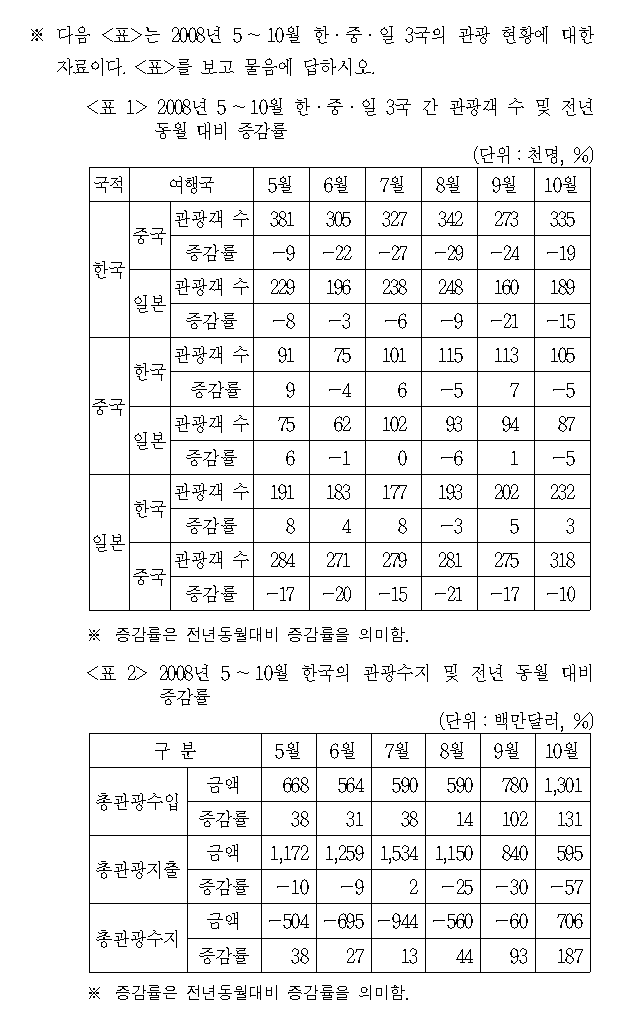 ※ 다음 <표>는 2008년 5~10월 한·중·일 3국의 관광 현황에 대한
자료이다. <표>를 보고 물음에 답하시오.
<표 1> 2008년 5~10월 한·중·일 3국 간 관광객 수 및 전년
동월 대비 증감률
(단위 : 천명, %)
국적 여행국 5월 6월 7월 8월 9월 10월
한국 중국 관광객 수 381 305 327 342 273 335
증감률 -9 -22 -27 -29 -24 -19
일본 관광객 수 229 196 238 248 160 189
증감률 -8 -3 -6 -9 -21 -15
중국 한국 관광객 수 91 75 101 115 113 105
증감률 9 -4 6 -5 7 -5
일본 관광객 수 75 62 102 93 94 87
증감률 6 -1 0 -6 1 -5
일본 한국 관광객 수 191 183 177 193 202 232
증감률 8 4 8 -3 5 3
중국 관광객 수 284 271 279 281 275 318
증감률 -17 -20 -15 -21 -17 -10
※ 증감률은 전년동월대비 증감률을 의미함.
<표 2> 2008년 5~10월 한국의 관광수지 및 전년 동월 대비
증감률
(단위 : 백만달러, %)
구 분 5월 6월 7월 8월 9월 10월
총관광수입 금액 668 564 590 590 780 1,301
증감률 38 31 38 14 102 131
총관광지출 금액 1,172 1,259 1,534 1,150 840 595
증감률 -10 -9 2 -25 -30 -57
총관광수지 금액 -504 -695 -944 -560 -60 706
증감률 38 27 13 44 93 187
※ 증감률은 전년동월대비 증감률을 의미함.